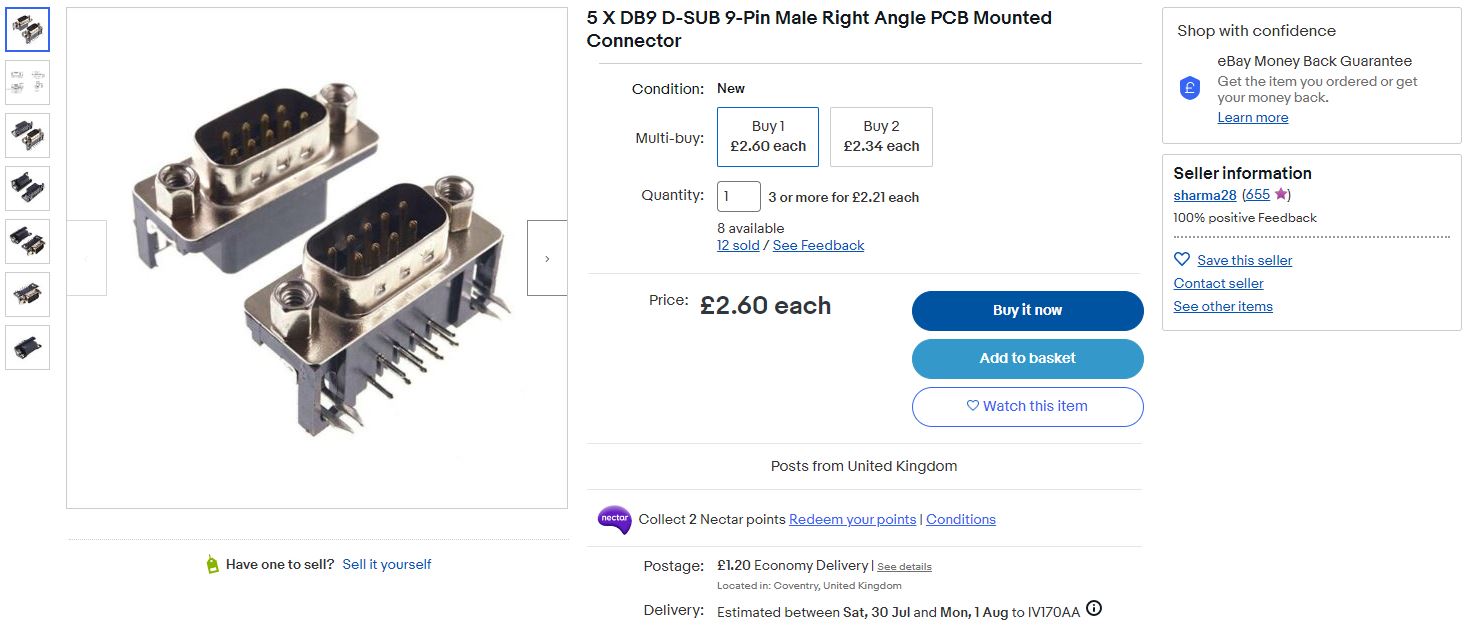 5 X DB9 D-SUB 9-Pin Male Right Angle PCB Mounted
Connector
Condition: New
Multi-buy:
Buy 1
£2.60 each
Buy 2
£2.34 each
Quantity: 1 3 or more for £2.21 each
8 available
12 sold / See Feedback
Price: £2.60 each
Buy it now
Add to basket
Watch this item
Posts from United Kingdom
nectar Collect 2 Nectar points Redeem your points | Conditions
Postage: £1.20 Economy Delivery | See details
Located in: Coventry, United Kingdom
Delivery: Estimated between Sat, 30 Jul and Mon, 1 Aug to IV170AA
Have one to sell? Sell it yourself
Shop with confidence
eBay Money Back Guarantee
Get the item you ordered or get
your money back.
Learn more
Seller information
sharma28 (655)
100% positive Feedback
Save this seller
Contact seller
See other items